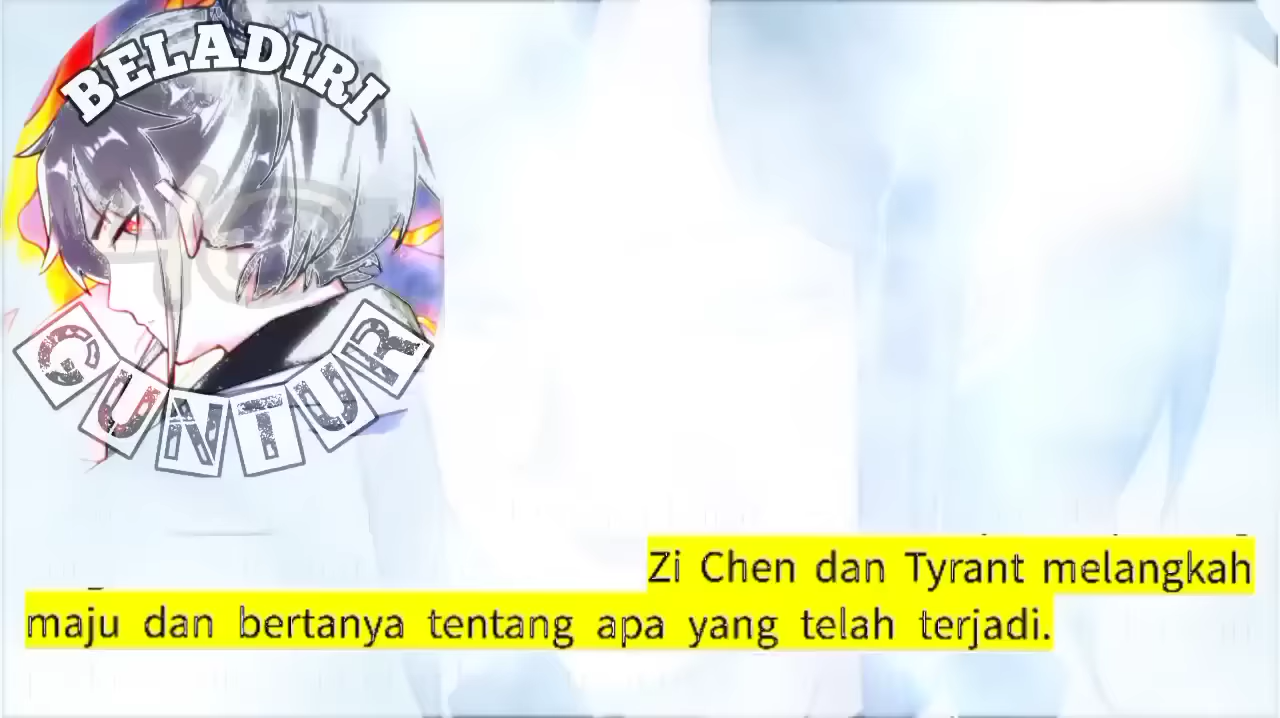 BELADIRI
GUNTUR
Zi Chen dan Tyrant melangkah
maju dan bertanya tentang apa yang telah terjadi.